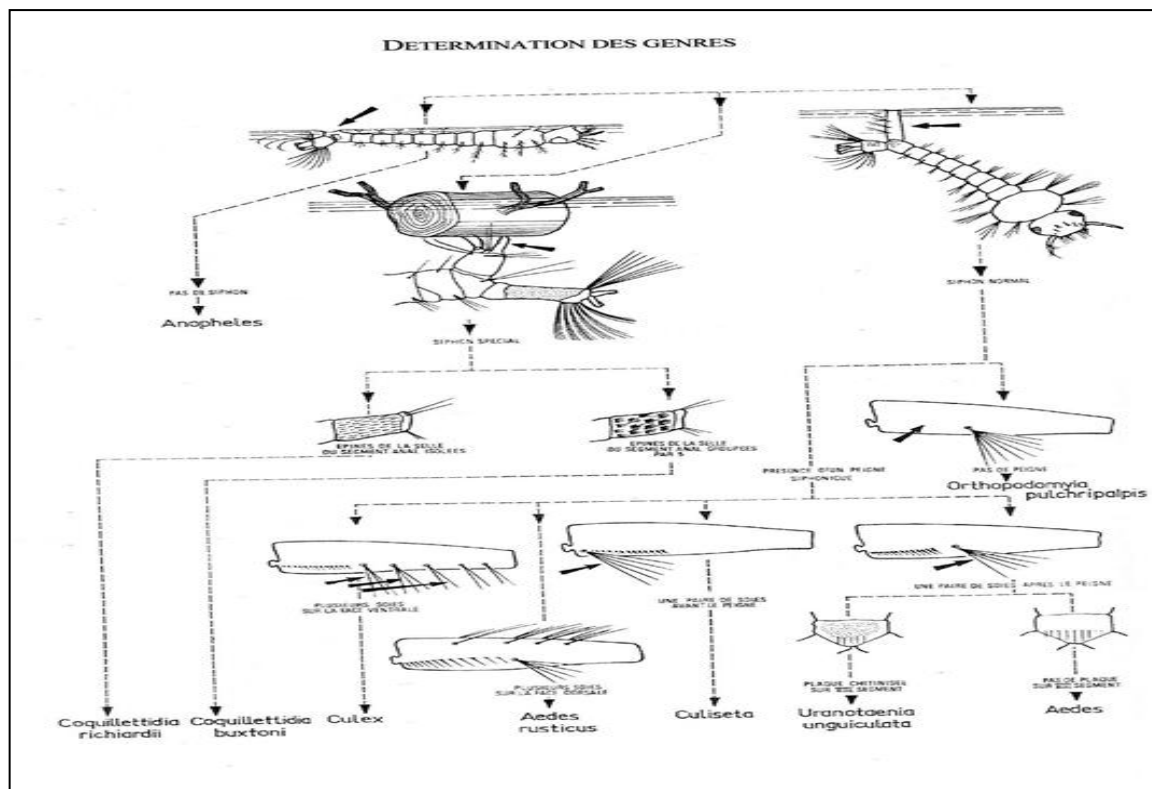 DETERMINATION DES GENRES
PAS DE SIPHON
Anopheles
SIPHON NORMAL
SIPHON SPECIAL
EPINES DE LA SELLE
DU SEGMENT ANAL ISOLEES
EPINES DE LA SELLE
DU SEGMENT ANAL GROUPEES
PAR 5
PAS DE PEIGNE
Orthopodomyia
pulchripalpis
PRESENCE D'UN PEIGNE
SIPHONIQUE
PLUSIEURS SOIES
SUR LA FACE VENTRALE
UNE PAIRE DE SOIES
AVANT LE PEIGNE
UNE PAIRE DE SOIES APRES LE PEIGNE
PLUSIEURS SOIES
SUR LA FACE DORSALE
PLAQUE CHITINISEE
SUR VIII SEGMENT
PAS DE PLAQUE
SUR VIII SEGMENT
Coquillettidia
richiardii
Coquillettidia
buxtonii
Culex
Aedes
rusticus
Culiseta
Uranotaenia
unguiculata
Aedes